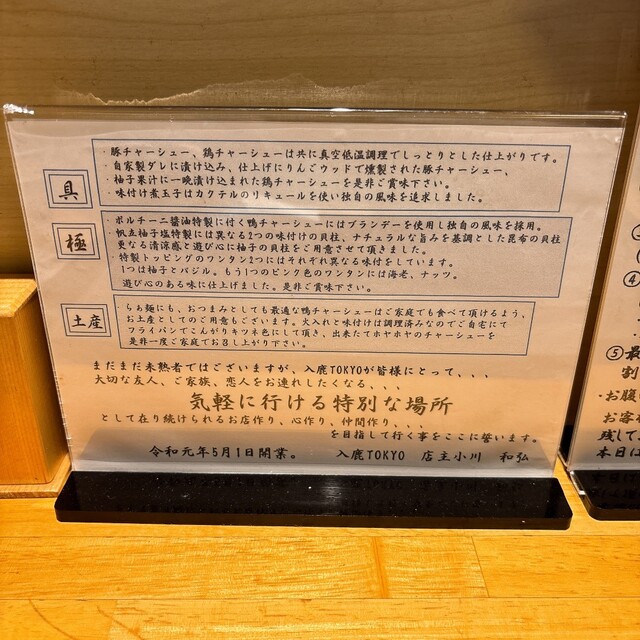 具
・豚チャーシュー、鶏チャーシューは共に真空低温調理でしっとりとした仕上がりです。
・自家製ダレに漬け込み、仕上げにりんごウッドで燻製された豚チャーシュー、
・柚子果汁に一晩漬け込まれた鶏チャーシューを是非ご賞味下さい。
・味付け煮玉子はカクテルのリキュールを使い独自の風味を追求しました。
極
・ポルチーニ醤油特製に付く鴨チャーシューにはブランデーを使用し独自の風味を採用。
・帆立柚子塩特製には異なる2つの味付けの貝柱、ナチュラルな旨みを基調とした昆布の貝柱
更なる清涼感と遊び心に柚子の貝柱をご用意させて頂きました。
・特製トッピングのワンタン2つにはそれぞれ異なる味付をしています。
1つは柚子とバジル。もう1つのピンク色のワンタンには海老、ナッツ。
遊び心のある味に仕上げました。是非ご賞味下さい。
土産
らぁ麺にも、おつまみとしても最適な鴨チャーシューはご家庭でも食べて頂けるよう、
お土産としてのご用意もございます。火入れと味付けは調理済みなのでご自宅にて
フライパンでこんがりキツネ色にして頂き、出来たてホヤホヤのチャーシューを
是非一度ご家庭でお召し上がり下さい。
まだまだ未熟者ではございますが、入鹿TOKYOが皆様にとって、、、
大切な友人、ご家族、恋人をお連れしたくなる、、、
気軽に行ける特別な場所
として在り続けられるお店作り、心作り、仲間作り、、、
を目指して行く事をここに誓います。
令和元年5月1日開業。 入鹿TOKYO 店主小川 和弘
④
⑤最
割
・お腹い
お客様
残して
本日は